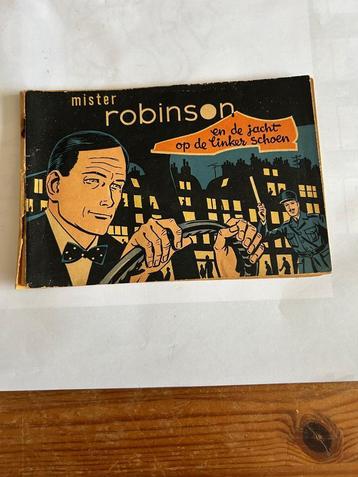 mister
robinson
en de jacht
op de linker schoen